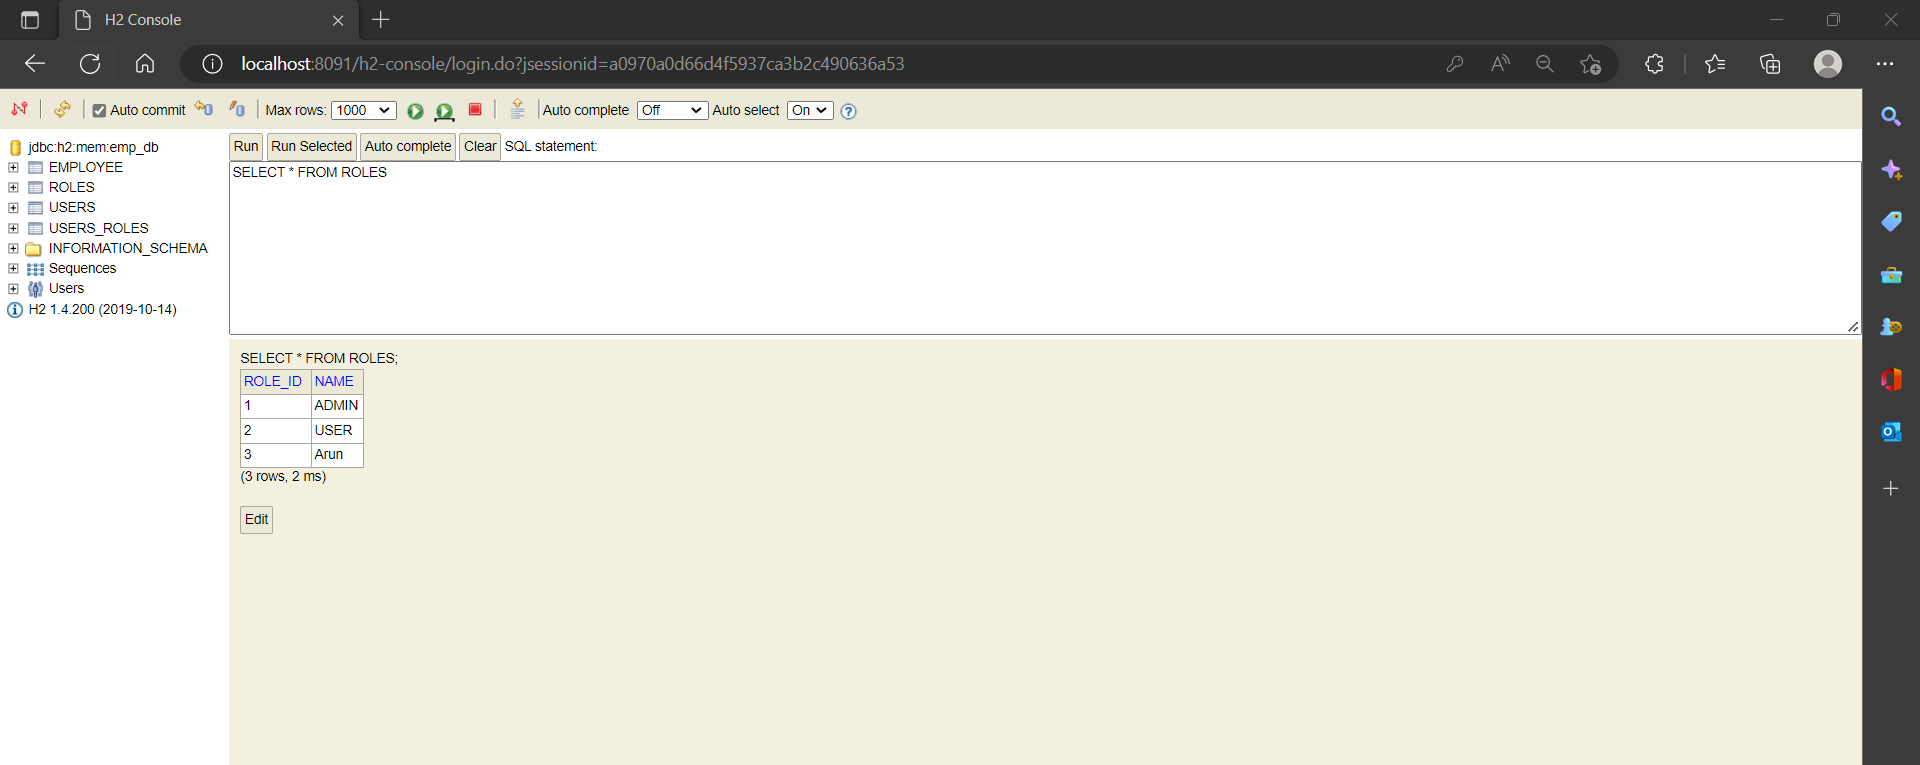 H2 Console
localhost:8091/h2-console/login.do?jsessionid=a0970a0d66d4f5937ca3b2c490636a53
Auto commit Max rows: 1000 Auto complete Off Auto select On
jdbc:h2:mem:emp_db
EMPLOYEE
ROLES
USERS
USERS_ROLES
INFORMATION_SCHEMA
Sequences
Users
H2 1.4.200 (2019-10-14)
Run Run Selected Auto complete Clear SQL statement:
SELECT * FROM ROLES
SELECT * FROM ROLES;
ROLE_ID NAME
1 ADMIN
2 USER
3 Arun
(3 rows, 2 ms)
Edit